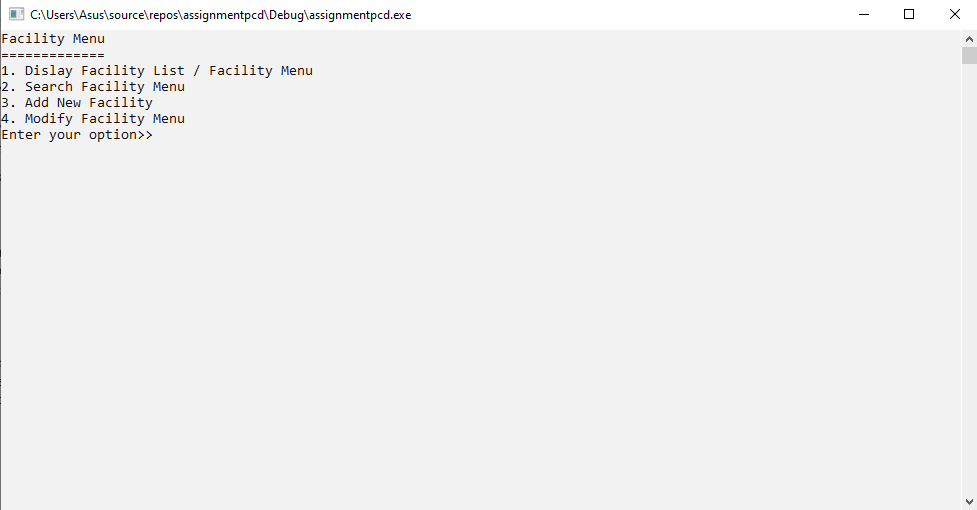 C:\Users\Asus\source\repos\assignmentpcd\Debug\assignmentpcd.exe
Facility Menu
=============
1. Dislay Facility List / Facility Menu
2. Search Facility Menu
3. Add New Facility
4. Modify Facility Menu
Enter your option>>